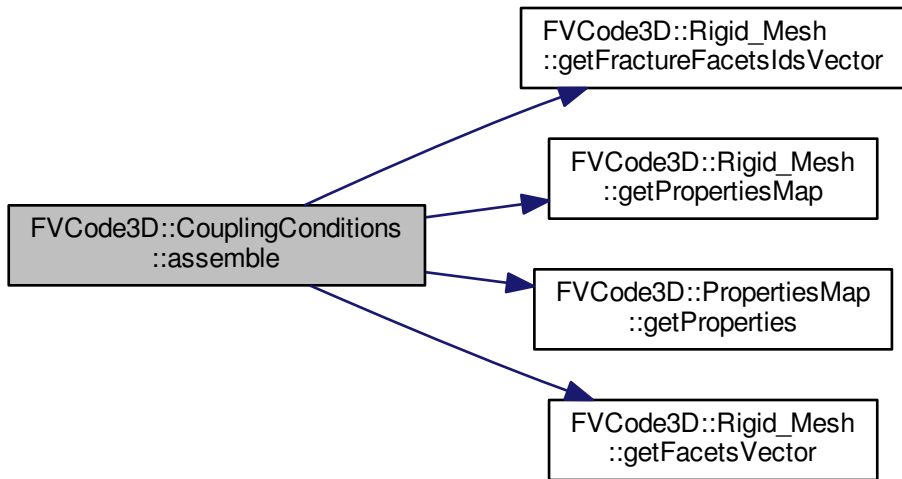 FVCode3D::Rigid_Mesh
::getFractureFacetsIdsVector
FVCode3D::Rigid_Mesh
::getPropertiesMap
FVCode3D::CouplingConditions
::assemble
FVCode3D::PropertiesMap
::getProperties
FVCode3D::Rigid_Mesh
::getFacetsVector